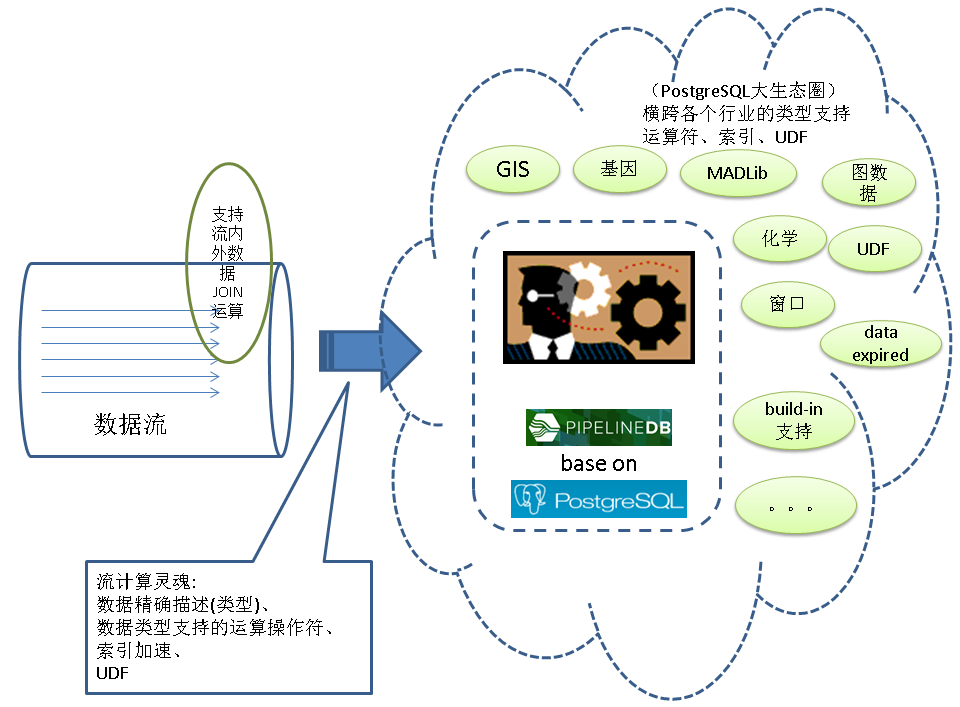 （PostgreSQL大生态圈）
横跨各个行业的类型支持
运算符、索引、UDF
GIS
基因
MADLib
图数
据
化学
UDF
窗口
data
expired
build-in
支持
。。。
支持
流内
外数
据
JOIN
运算
数据流
PIPELINEDB
base on
PostgreSQL
流计算灵魂:
数据精确描述(类型)、
数据类型支持的运算操作符、
索引加速、
UDF